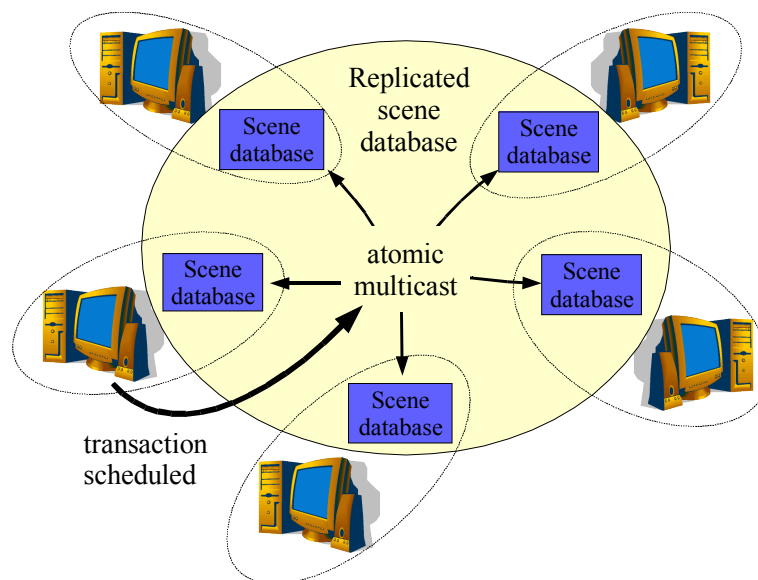 Replicated
scene
database
Scene
database
Scene
database
Scene
database
atomic
multicast
Scene
database
Scene
database
transaction
scheduled